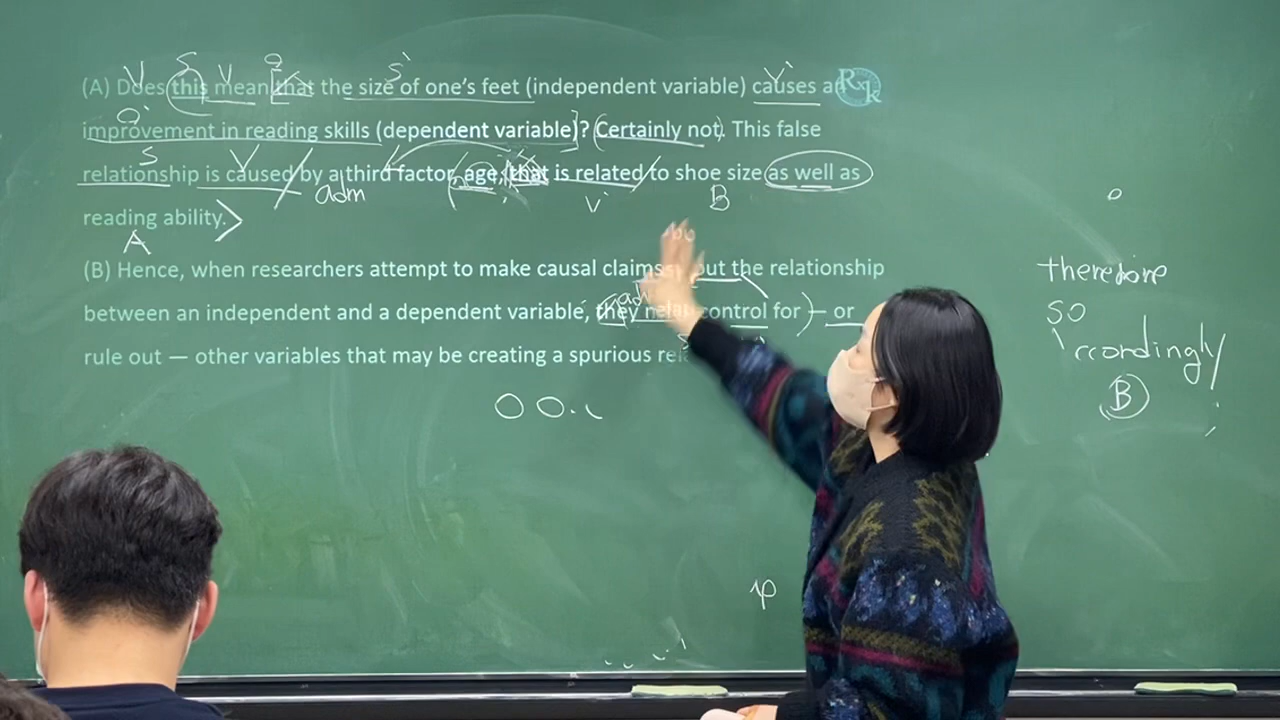 (A) Does this mean that the size of one's feet (independent variable) causes an
improvement in reading skills (dependent variable)? Certainly not. This false
relationship is caused by a third factor, age, that is related to shoe size as well as
reading ability.
(B) Hence, when researchers attempt to make causal claims about the relationship
between an independent and a dependent variable, they control for — or
rule out — other variables that may be creating a spurious
V S V S' V'
O'
S V
adm
V' B
A
therefore
so
B